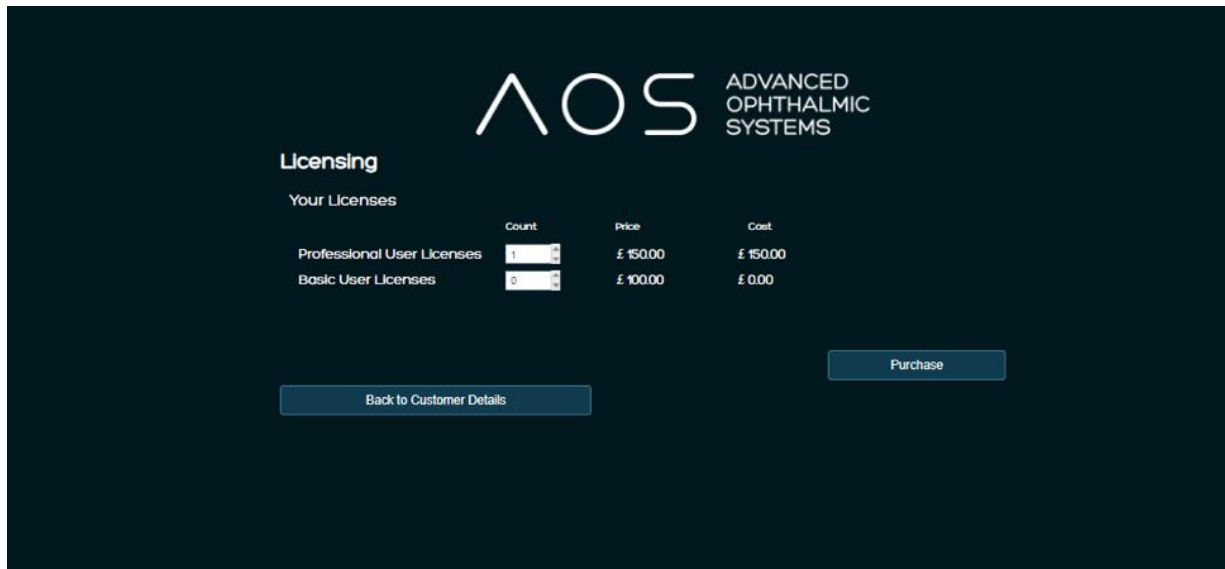 AOS
ADVANCED
OPHTHALMIC
SYSTEMS
Licensing
Your Licenses
Count Price Cost
Professional User Licenses 1 £ 150.00 £ 150.00
Basic User Licenses 0 £ 100.00 £ 0.00
Purchase
Back to Customer Details